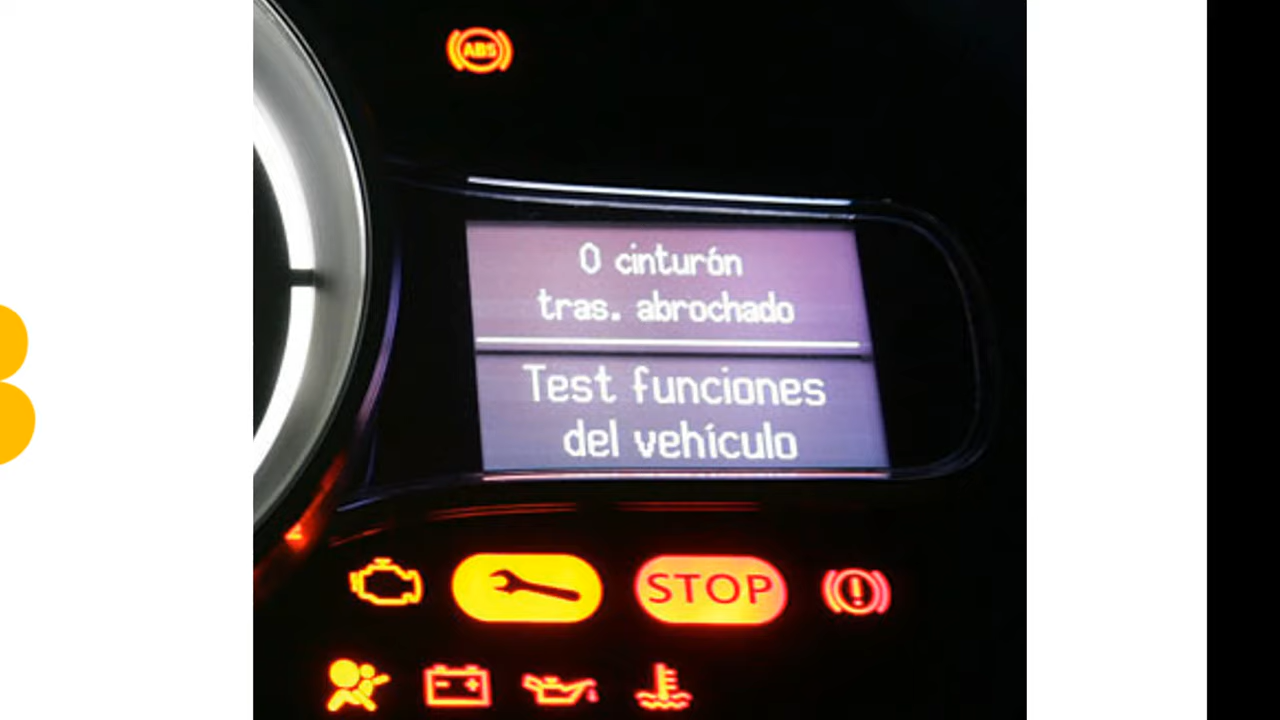 ABS
0 cinturón
tras. abrochado
Test funciones
del vehículo
STOP